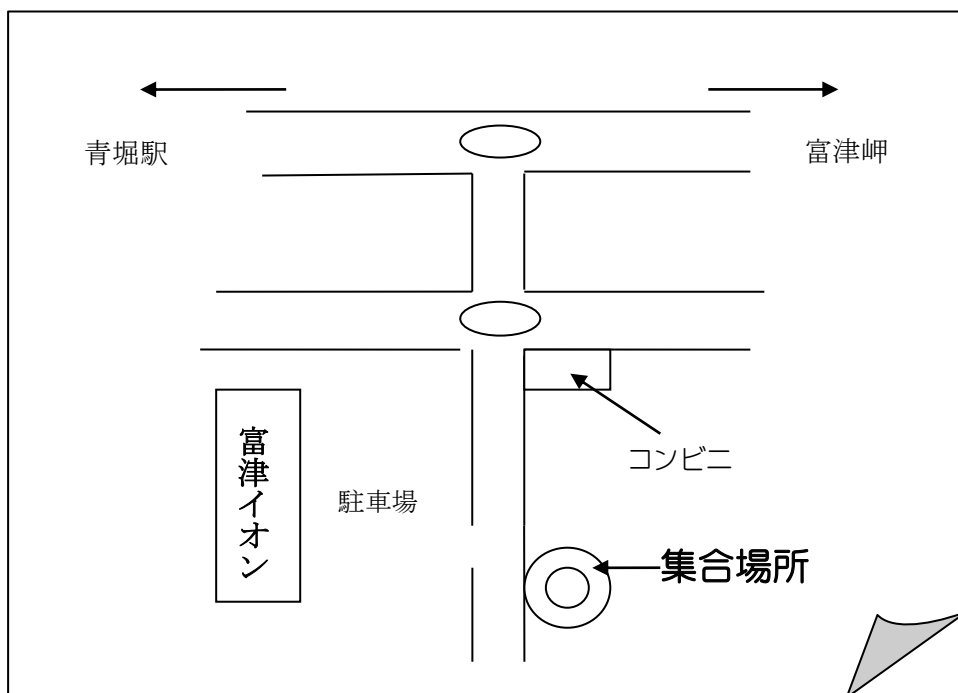 青堀駅
富津岬
コンビニ
富津イオン
駐車場
集合場所